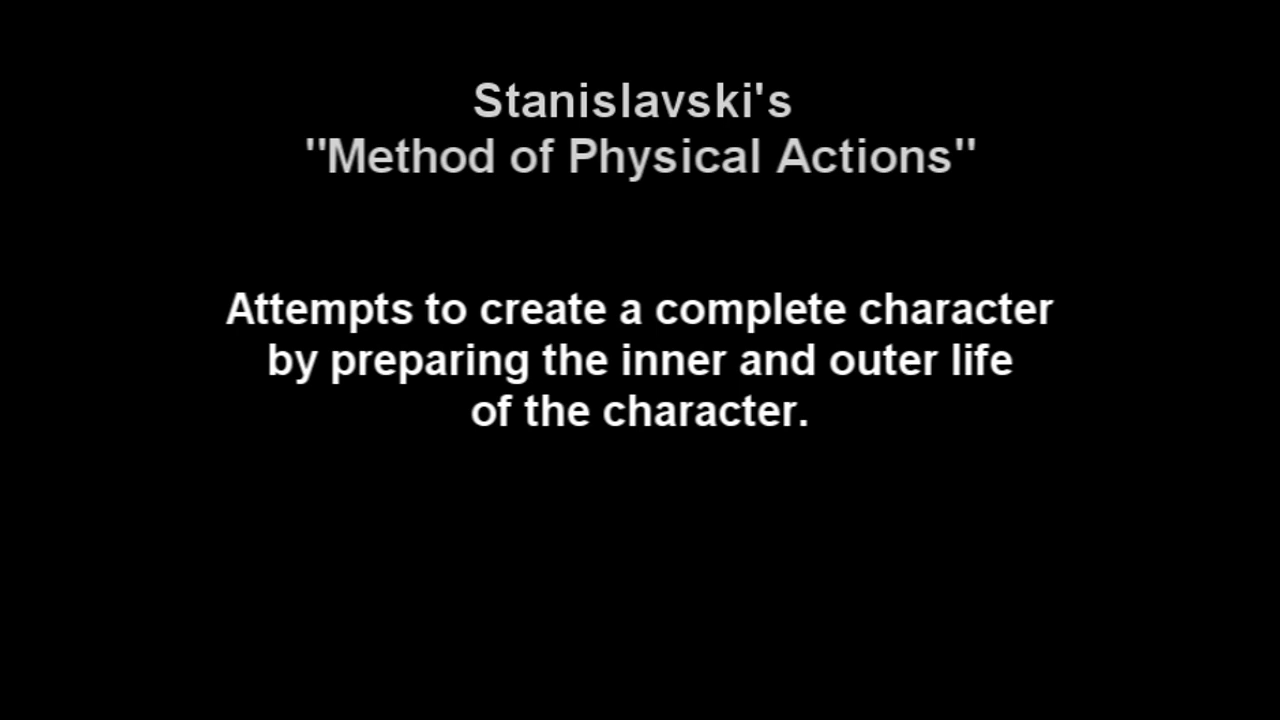 Stanislavski's
"Method of Physical Actions"
Attempts to create a complete character
by preparing the inner and outer life
of the character.